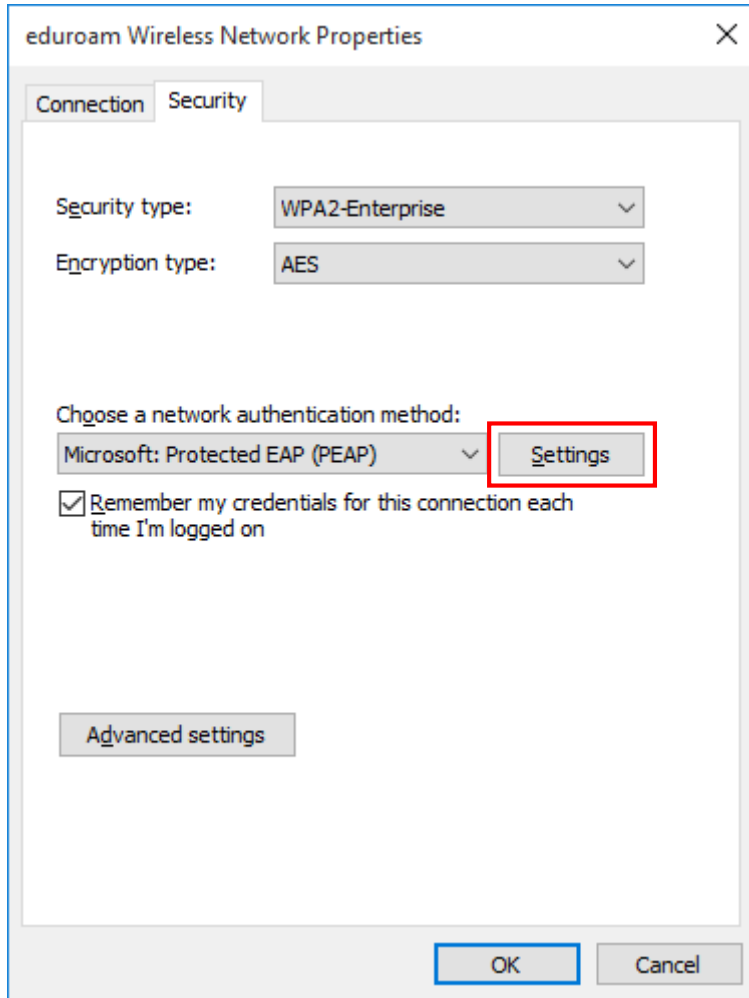 eduroam Wireless Network Properties
Connection Security
Security type: WPA2-Enterprise
Encryption type: AES
Choose a network authentication method:
Microsoft: Protected EAP (PEAP) Settings
Remember my credentials for this connection each
time I'm logged on
Advanced settings
OK Cancel